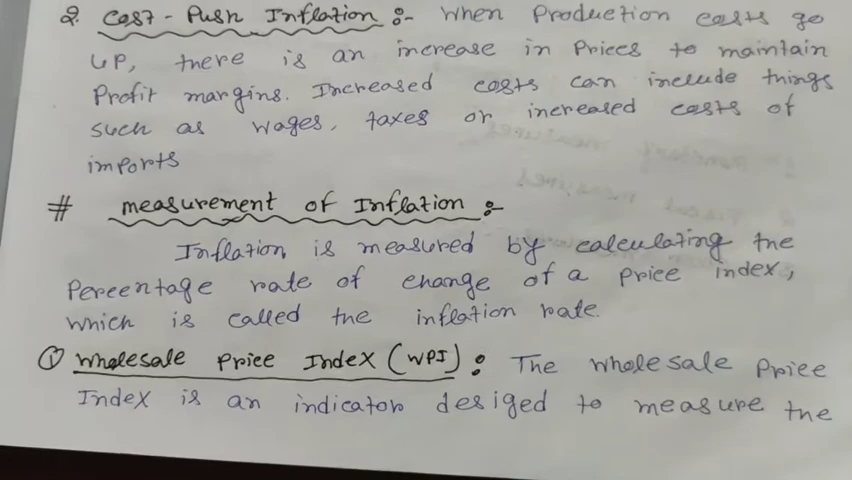 2. Cost-Push Inflation :- When Production costs go
up, there is an increase in Prices to maintain
Profit margins. Increased costs can include things
such as wages, taxes or increased costs of
imports
# measurement of Inflation :-
Inflation is measured by calculating the
Percentage rate of change of a price index,
which is called the inflation rate.
① Wholesale Price Index (WPI) : The wholesale Price
Index is an indicator desiged to measure the